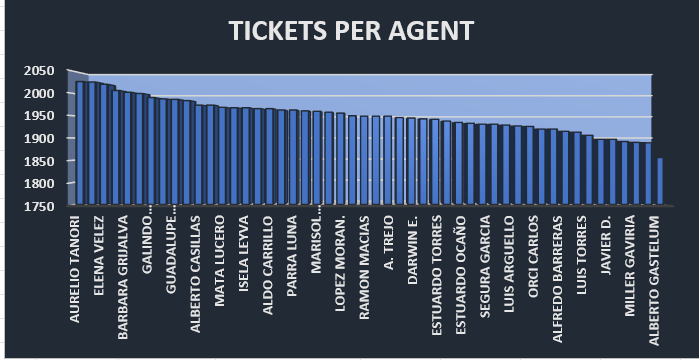 TICKETS PER AGENT
2050
2000
1950
1900
1850
1800
1750
AURELIO TANORI
ELENA VELEZ
BARBARA GRIJALVA
GALINDO...
GUADALUPE...
ALBERTO CASILLAS
MATA LUCERO
ISELA LEYVA
ALDO CARRILLO
PARRA LUNA
MARISOL...
LOPEZ MORAN.
RAMON MACIAS
A. TREJO
DARWIN E.
ESTUARDO TORRES
ESTUARDO OCAÑO
SEGURA GARCIA
LUIS ARGUELLO
ORCI CARLOS
ALFREDO BARRERAS
LUIS TORRES
JAVIER D.
MILLER GAVIRIA
ALBERTO GASTELUM